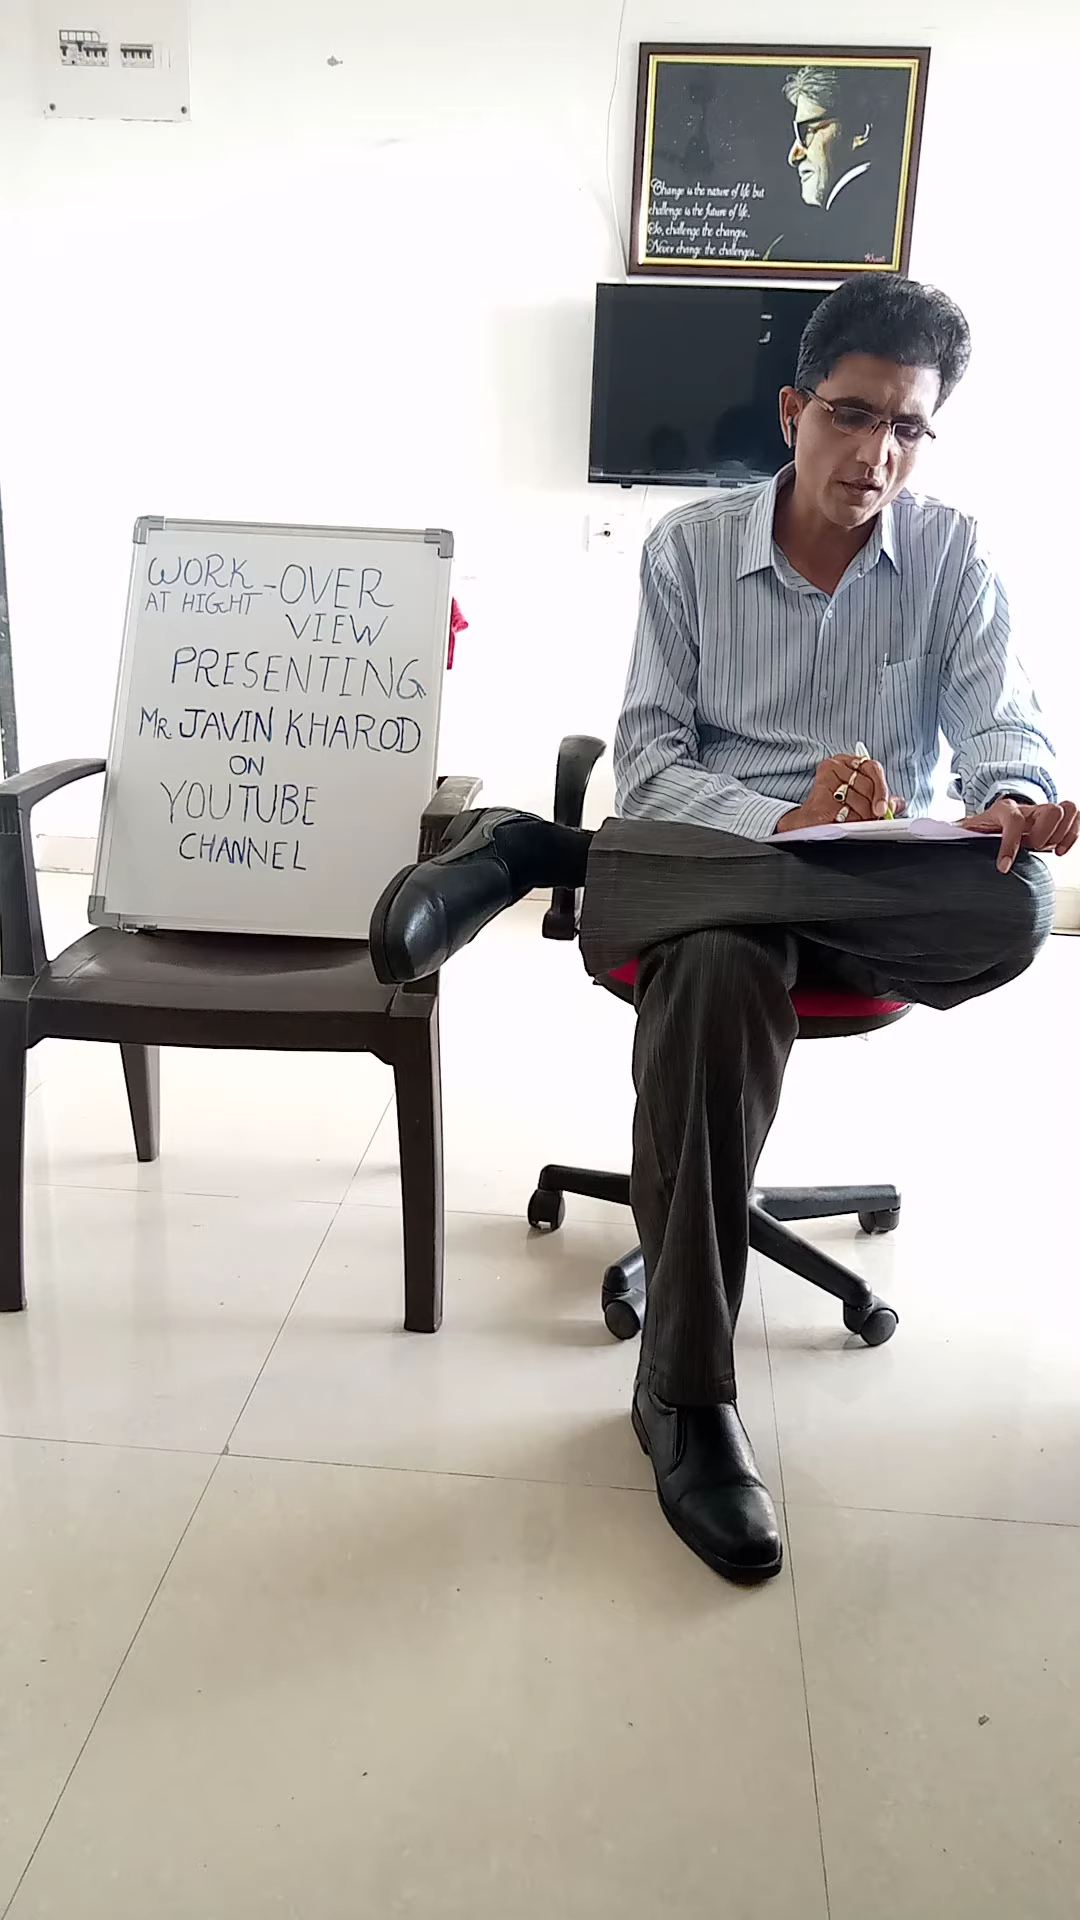 Change is the nature of life but
challenge is the future of life.
So, challenge the changes.
Never change the challenges..
WORK - OVER
AT HIGHT VIEW
PRESENTING
MR. JAVIN KHAROD
ON
YOUTUBE
CHANNEL